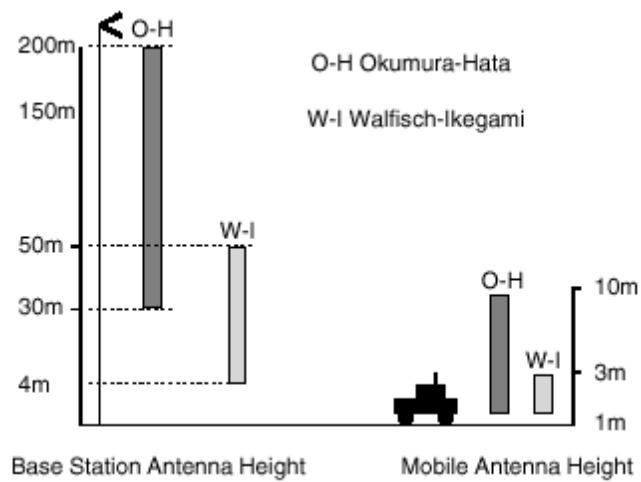 O-H
200m
O-H Okumura-Hata
150m
W-I Walfisch-Ikegami
W-I
50m
O-H
10m
30m
W-I
3m
4m
1m
Base Station Antenna Height
Mobile Antenna Height